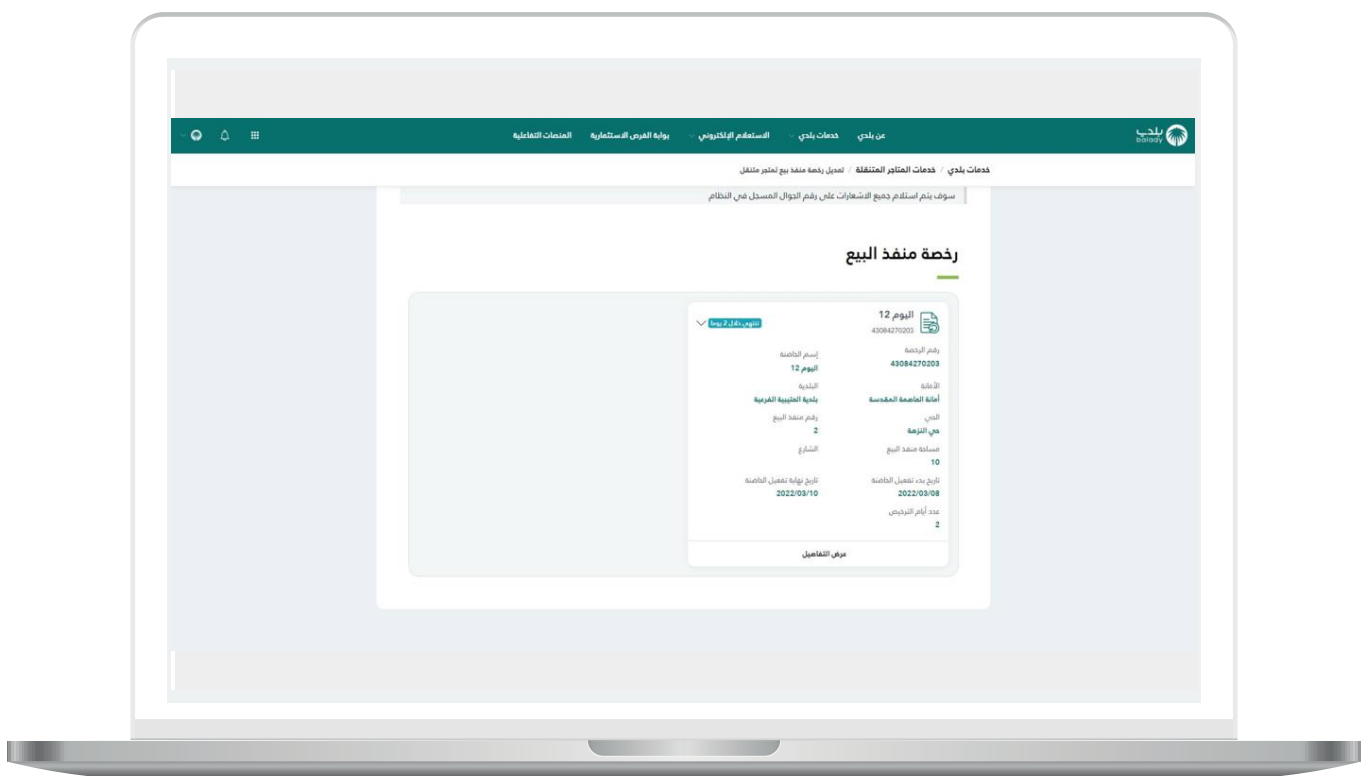 بلدي
balady
عن بلدي
خدمات بلدي
الاستعلام الإلكتروني
بوابة الفرص الاستثمارية
المنصات التفاعلية
خدمات بلدي / خدمات المتاجر المتنقلة / تعديل رخصة منفذ بيع لمتجر متنقل
سوف يتم استلام جميع الاشعارات على رقم الجوال المسجل في النظام
رخصة منفذ البيع
اليوم 12
43084270203
تنتهي خلال 2 يوما
رقم الرخصة
43084270203
إسم الحاضنة
اليوم 12
الأمانة
أمانة العاصمة المقدسة
البلدية
بلدية العتيبية الفرعية
الحي
حي النزهة
رقم منفذ البيع
2
مساحة منفذ البيع
10
الشارع
تاريخ بدء تفعيل الحاضنة
2022/03/08
تاريخ نهاية تفعيل الحاضنة
2022/03/10
عدد أيام الترخيص
2
عرض التفاصيل